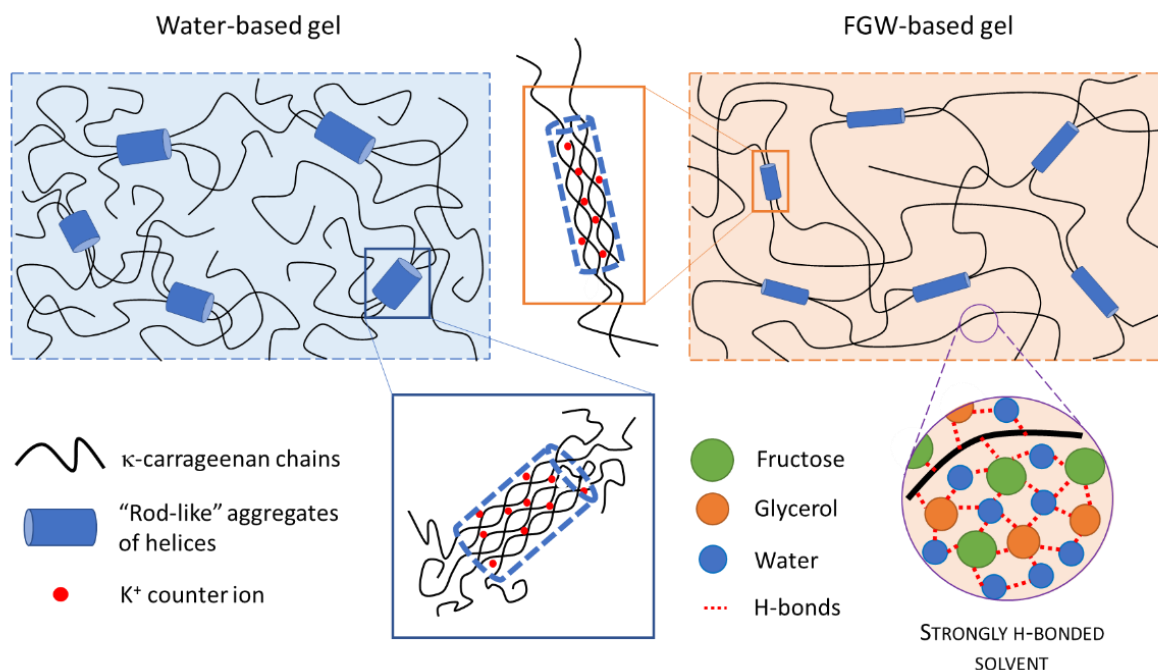 Water-based gel
FGW-based gel
κ-carrageenan chains
“Rod-like” aggregates
of helices
K⁺ counter ion
Fructose
Glycerol
Water
H-bonds
STRONGLY H-BONDED
SOLVENT